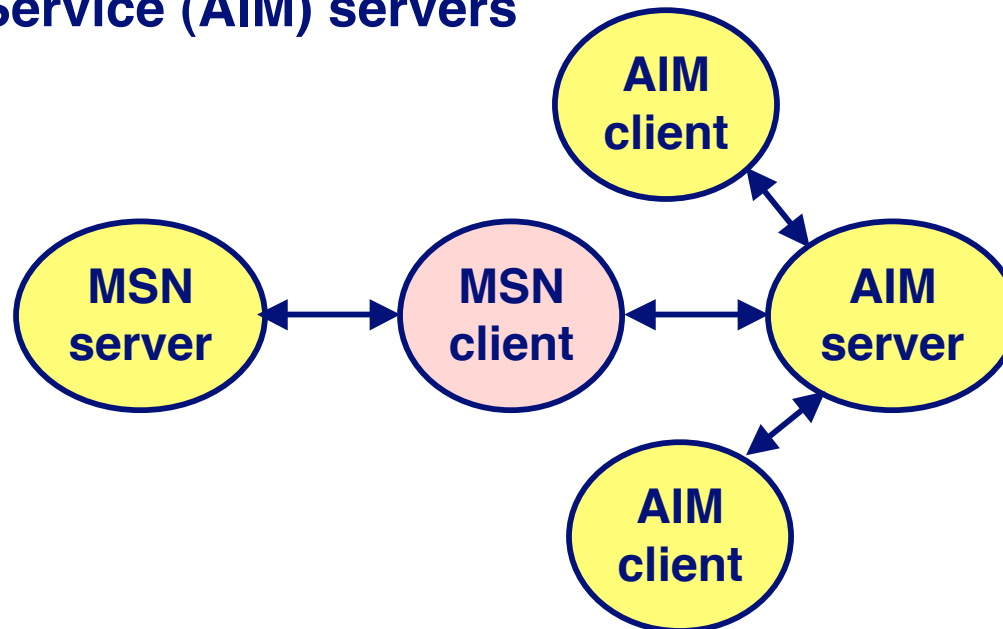 Service (AIM) servers
AIM
client
MSN
server
MSN
client
AIM
server
AIM
client